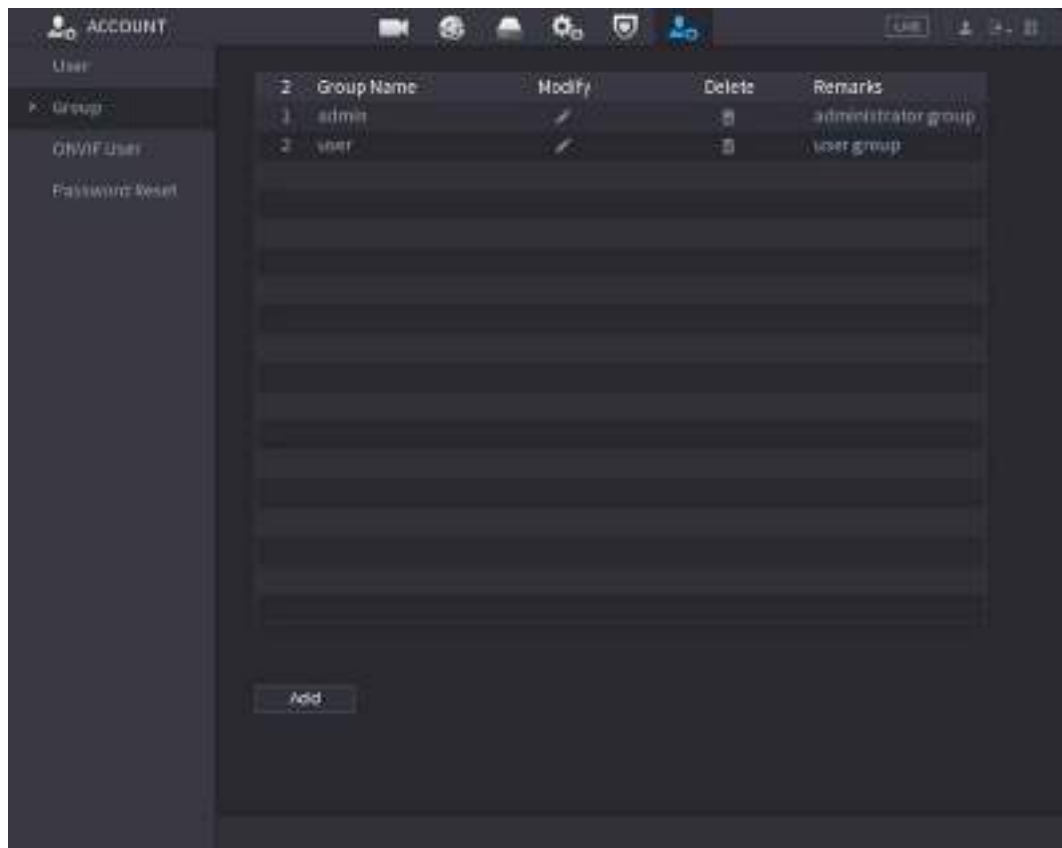 ACCOUNT LIVE
User
Group
ONVIF User
Password Reset
2 Group Name Modify Delete Remarks
1 admin administrator group
2 user user group
Add